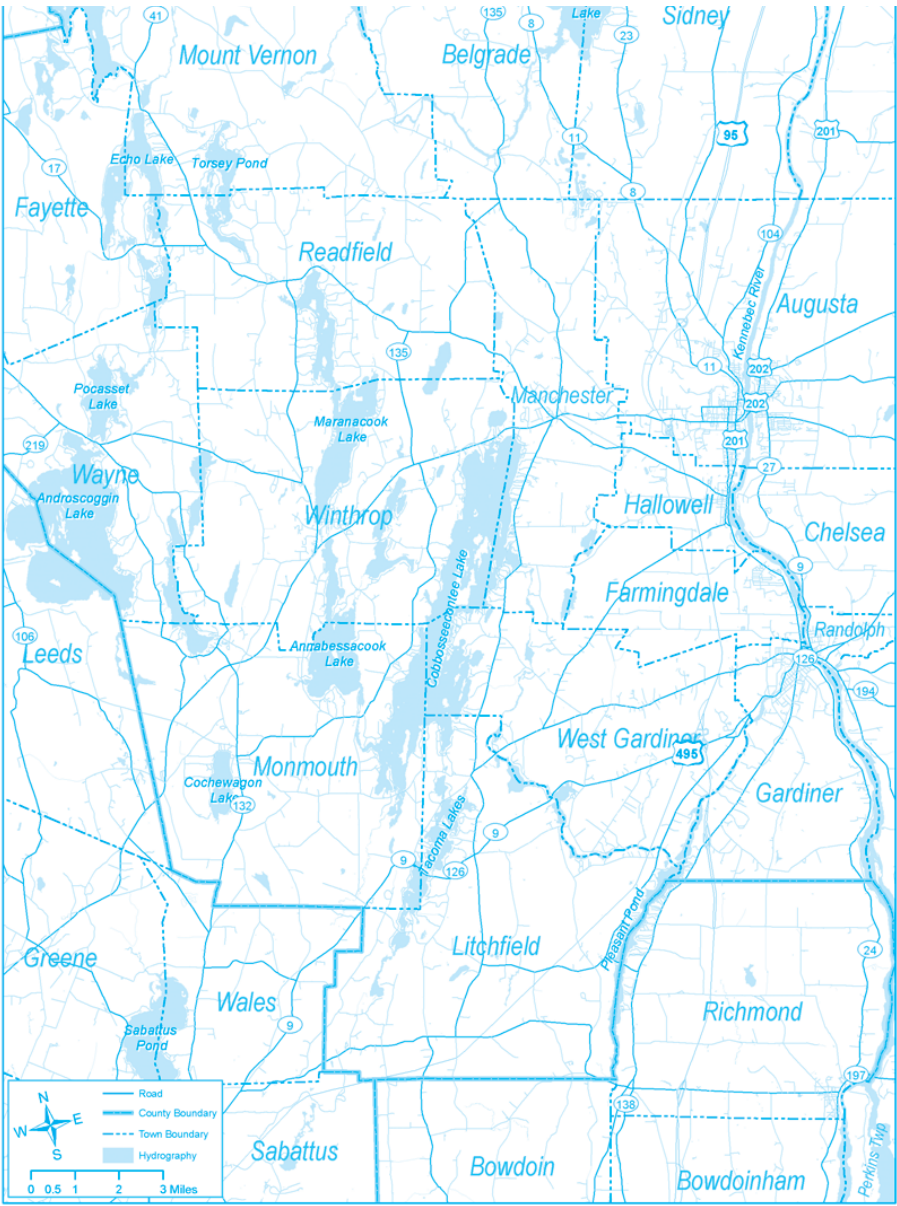 41
135
8
Lake
23
Sidney
Mount Vernon
Belgrade
95
201
11
Echo Lake
Torsey Pond
17
8
Fayette
104
Readfield
Kennebec River
Augusta
135
11
202
Pocasset
Lake
Manchester
202
Maranacook
Lake
219
201
Wayne
27
Androscoggin
Lake
Winthrop
Hallowell
Chelsea
Cobbosseecontee Lake
9
Farmingdale
106
Randolph
Leeds
Annabessacook
Lake
126
194
West Gardiner
495
Monmouth
Cochewagon
Lake
132
Gardiner
Tacoma Lakes
9
9
126
Pleasant Pond
Litchfield
24
Greene
Wales
Richmond
9
Sabattus
Pond
197
138
N
W
E
S
Road
County Boundary
Town Boundary
Hydrography
0 0.5 1 2 3 Miles
Sabattus
Bowdoin
Bowdoinham
Perkins Twp